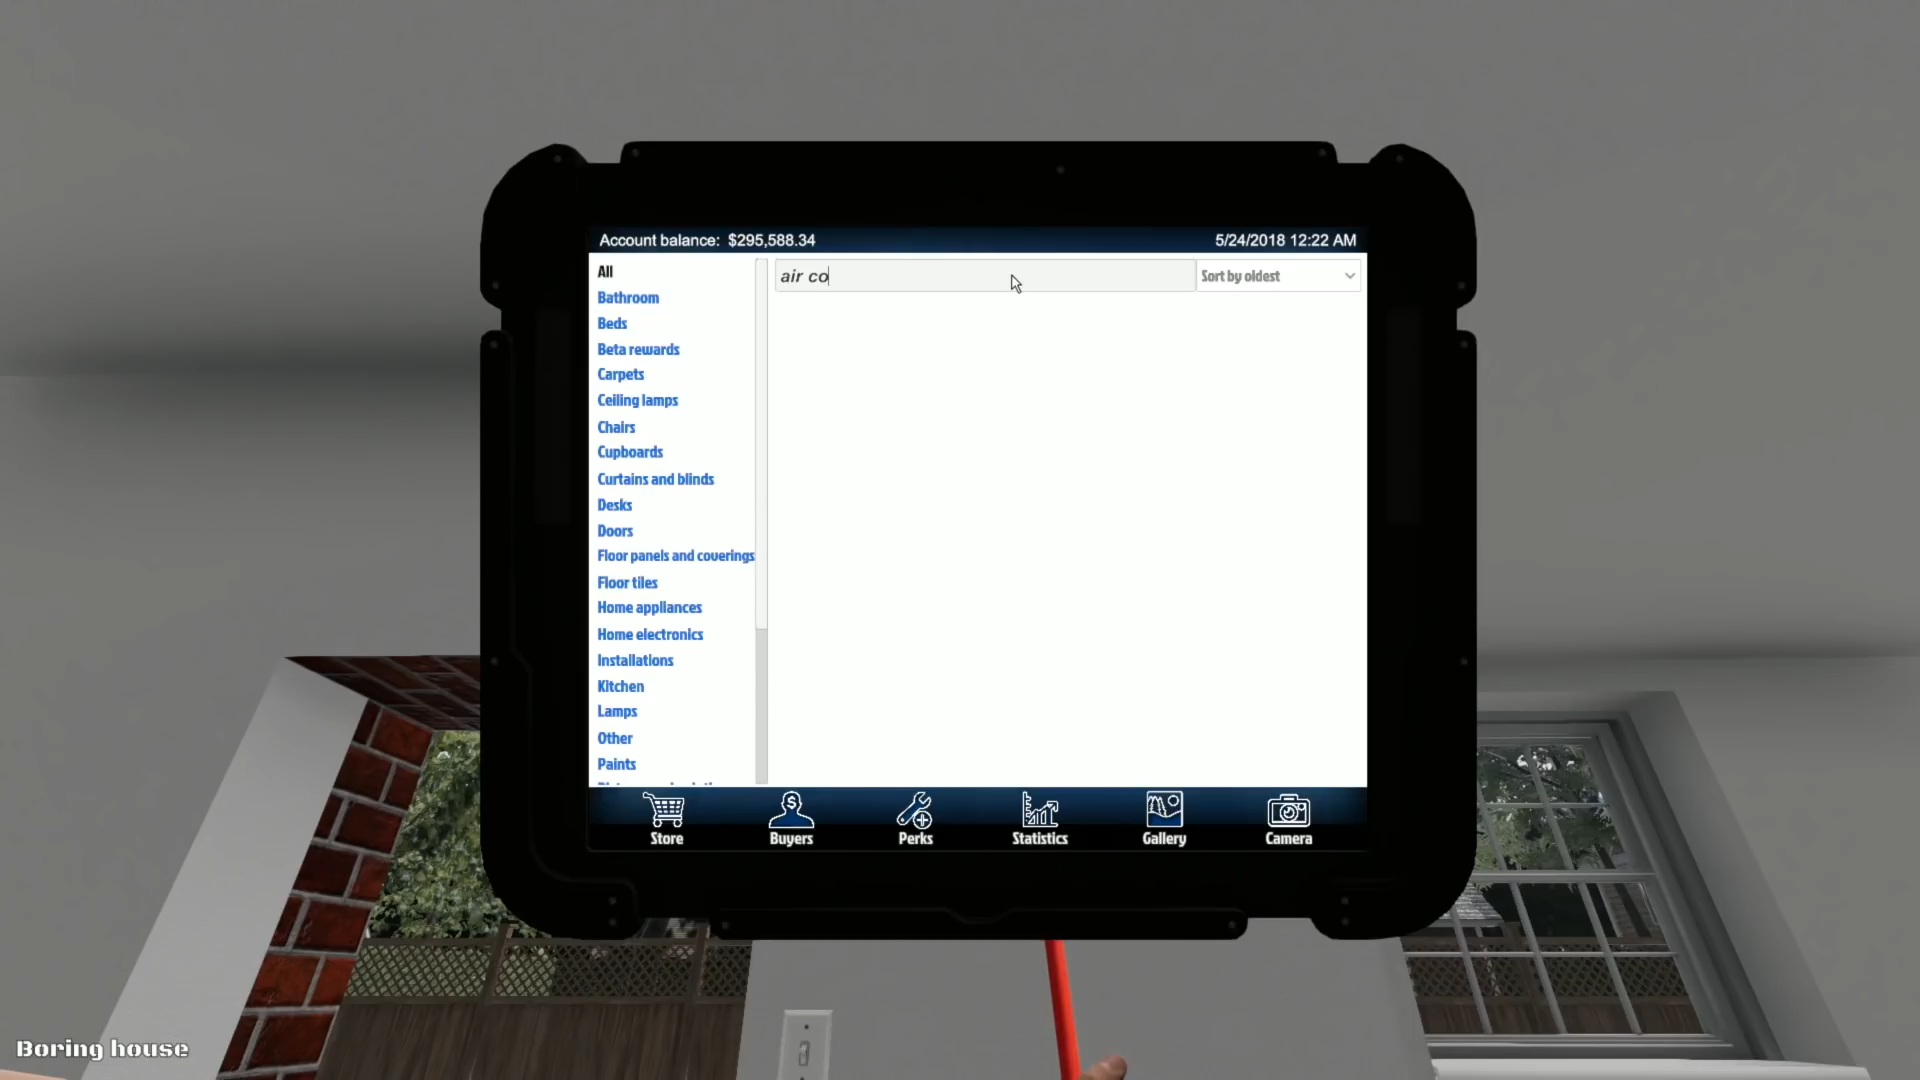 Account balance: $295,588.34
5/24/2018 12:22 AM
All
Bathroom
Beds
Beta rewards
Carpets
Ceiling lamps
Chairs
Cupboards
Curtains and blinds
Desks
Doors
Floor panels and coverings
Floor tiles
Home appliances
Home electronics
Installations
Kitchen
Lamps
Other
Paints
air co
Sort by oldest
Store
Buyers
Perks
Statistics
Gallery
Camera
Boring house